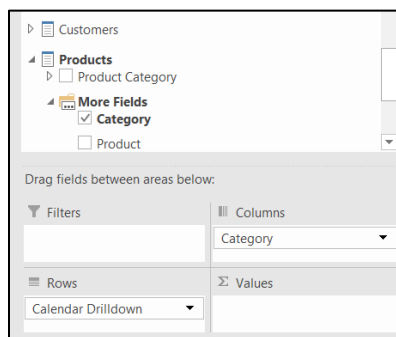 Customers
Products
Product Category
More Fields
Category
Product
Drag fields between areas below:
Filters
Columns
Category
Rows
Σ Values
Calendar Drilldown